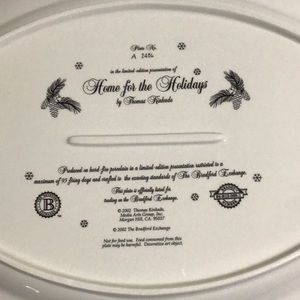 Plate No.
A 2484
in the limited-edition presentation of
Home for the Holidays
by Thomas Kinkade
Produced on hard-fire porcelain in a limited-edition presentation restricted to a
maximum of 95 firing days and crafted to the exacting standards of The Bradford Exchange.
This plate is officially listed for
trading on the Bradford Exchange.
B
© 2002 Thomas Kinkade,
Media Arts Group, Inc.
Morgan Hill, CA. 95037
© 2002 The Bradford Exchange
Not for food use. Food consumed from this plate
may be harmful. Decorative art object.